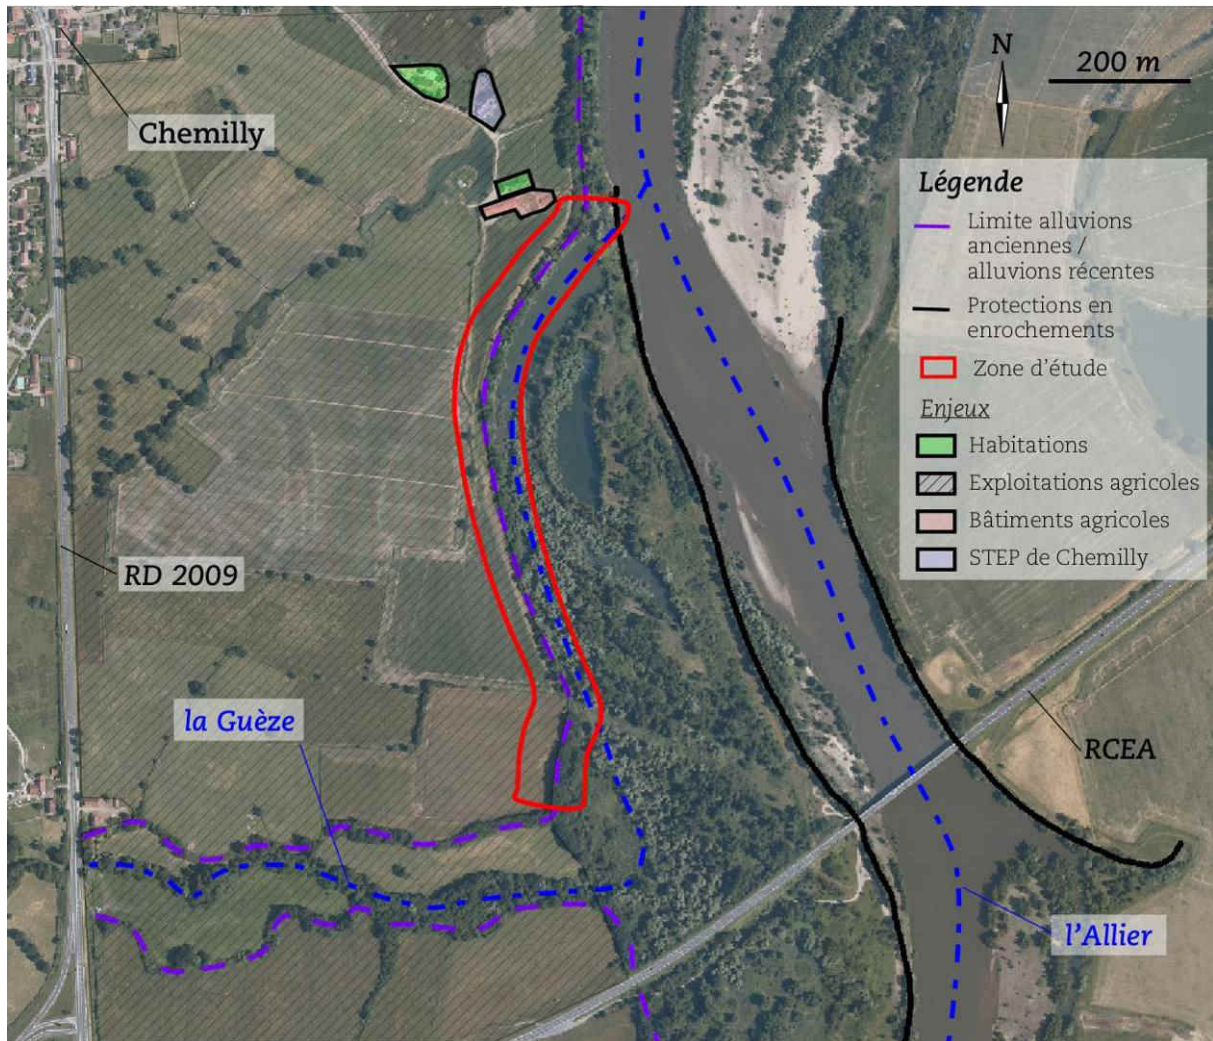 Chemilly
N
200 m
Légende
Limite alluvions
anciennes /
alluvions récentes
Protections en
enrochements
Zone d'étude
Enjeux
Habitations
Exploitations agricoles
Bâtiments agricoles
STEP de Chemilly
RD 2009
la Guèze
RCEA
l'Allier